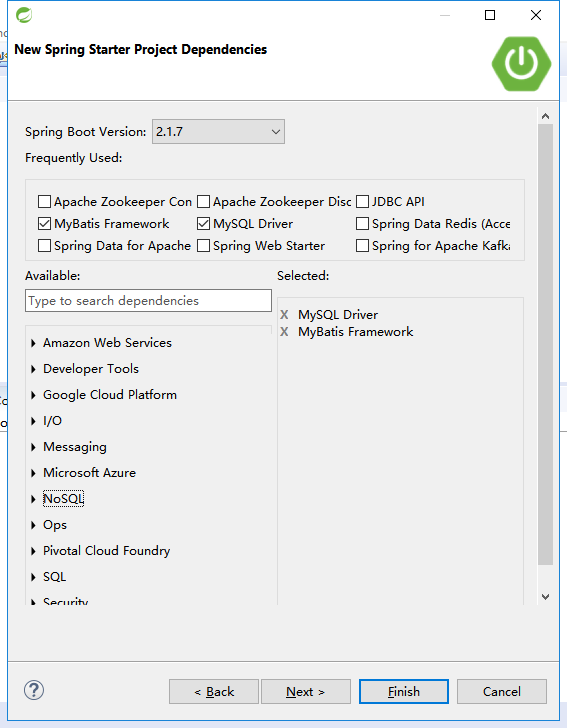 New Spring Starter Project Dependencies
Spring Boot Version: 2.1.7
Frequently Used:
Apache Zookeeper Con Apache Zookeeper Disc JDBC API
MyBatis Framework MySQL Driver Spring Data Redis (Acce
Spring Data for Apache Spring Web Starter Spring for Apache Kafk
Available: Selected:
Type to search dependencies
MySQL Driver
MyBatis Framework
Amazon Web Services
Developer Tools
Google Cloud Platform
I/O
Messaging
Microsoft Azure
NoSQL
Ops
Pivotal Cloud Foundry
SQL
Security
< Back Next > Finish Cancel